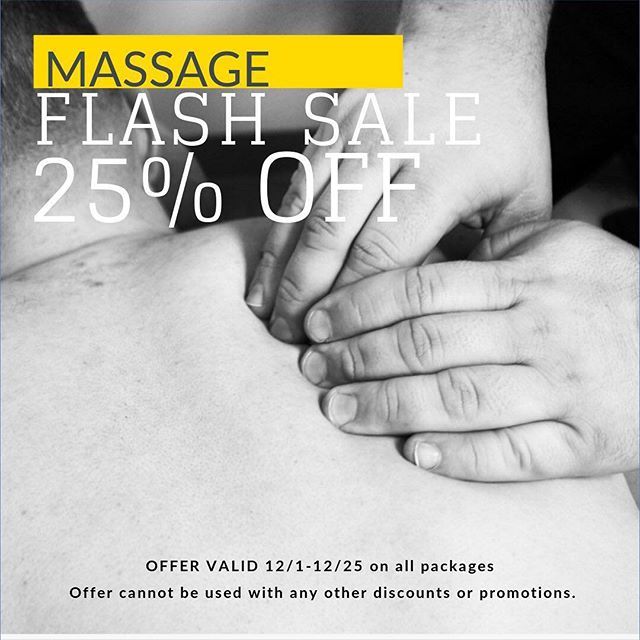 MASSAGE
FLASH SALE
25% OFF
OFFER VALID 12/1-12/25 on all packages
Offer cannot be used with any other discounts or promotions.